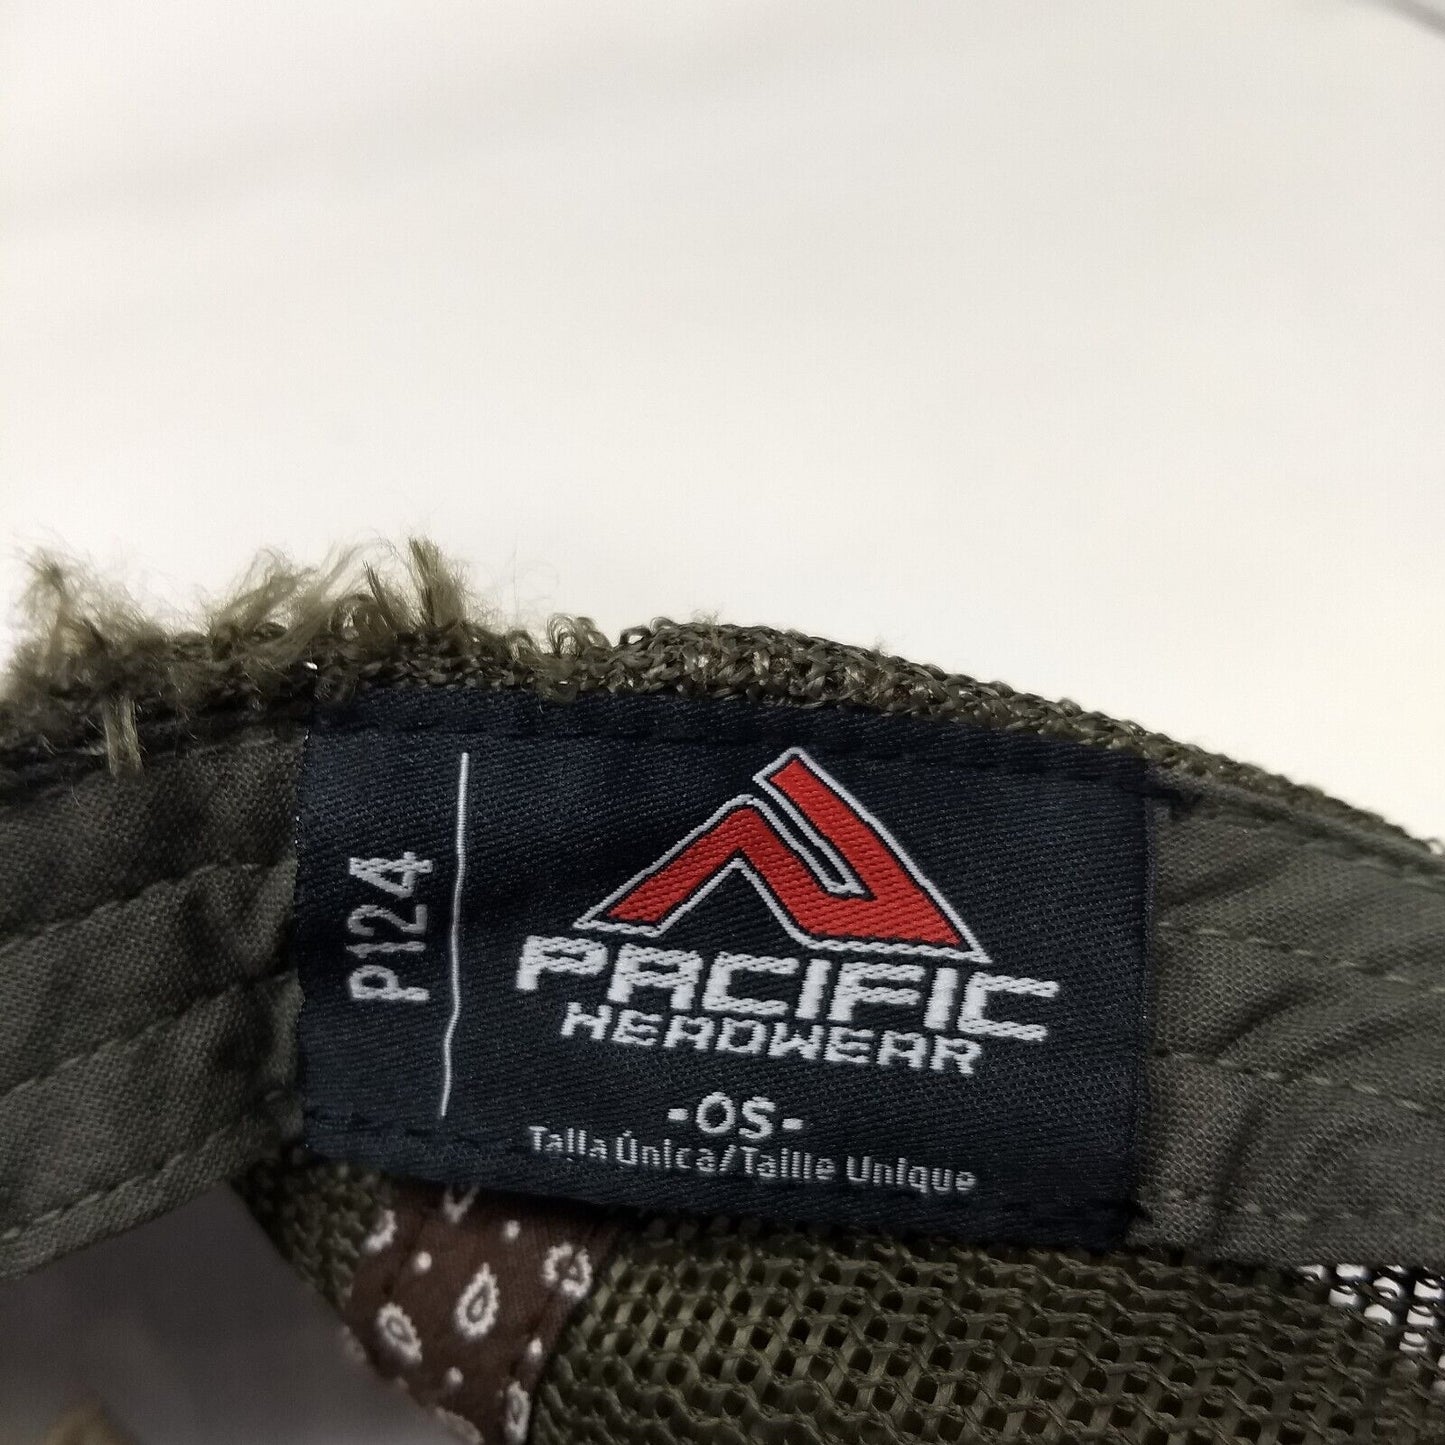 P124
PACIFIC
HEADWEAR
-OS-
Talla Única/Taille Unique